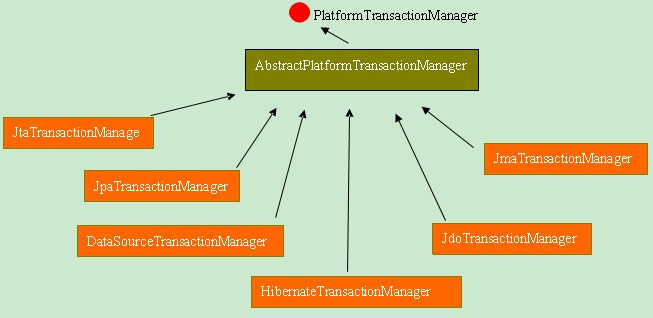 PlatformTransactionManager
AbstractPlatformTransactionManager
JtaTransactionManage
JmaTransactionManager
JpaTransactionManager
DataSourceTransactionManager
JdoTransactionManager
HibernateTransactionManager